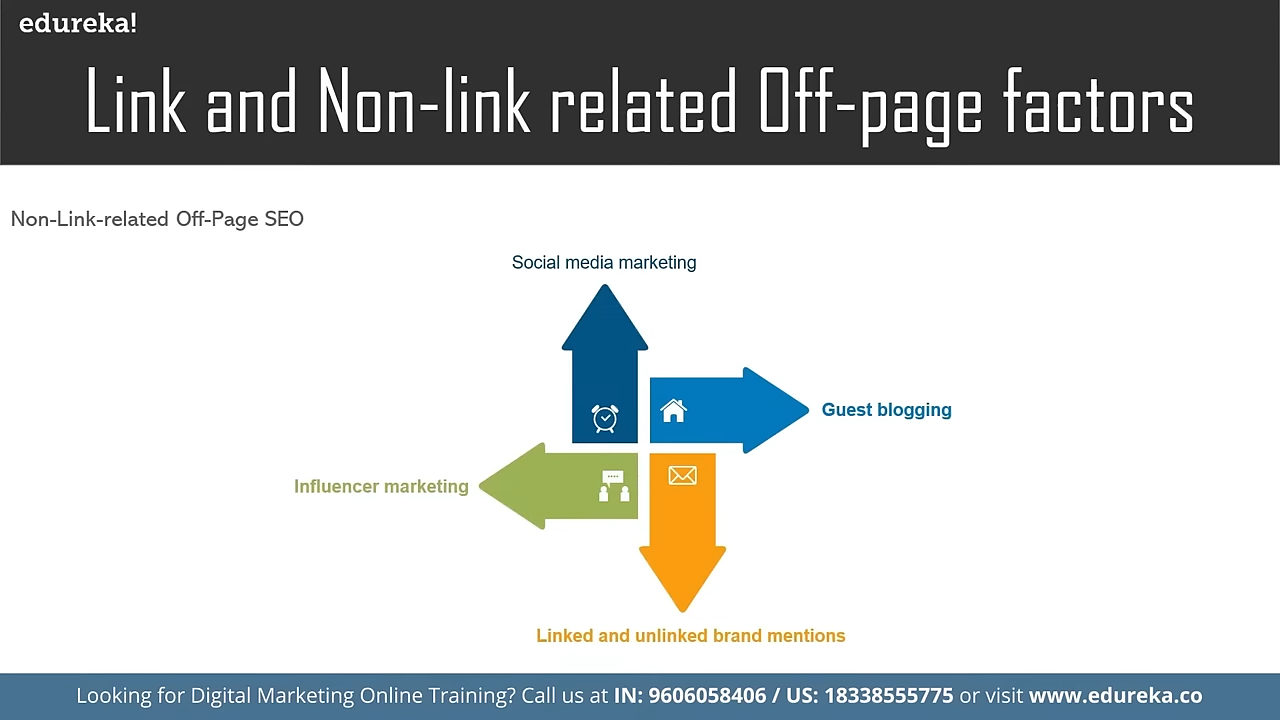 edureka!
Link and Non-link related Off-page factors
Non-Link-related Off-Page SEO
Social media marketing
Guest blogging
Influencer marketing
Linked and unlinked brand mentions
Looking for Digital Marketing Online Training? Call us at IN: 9606058406 / US: 18338555775 or visit www.edureka.co